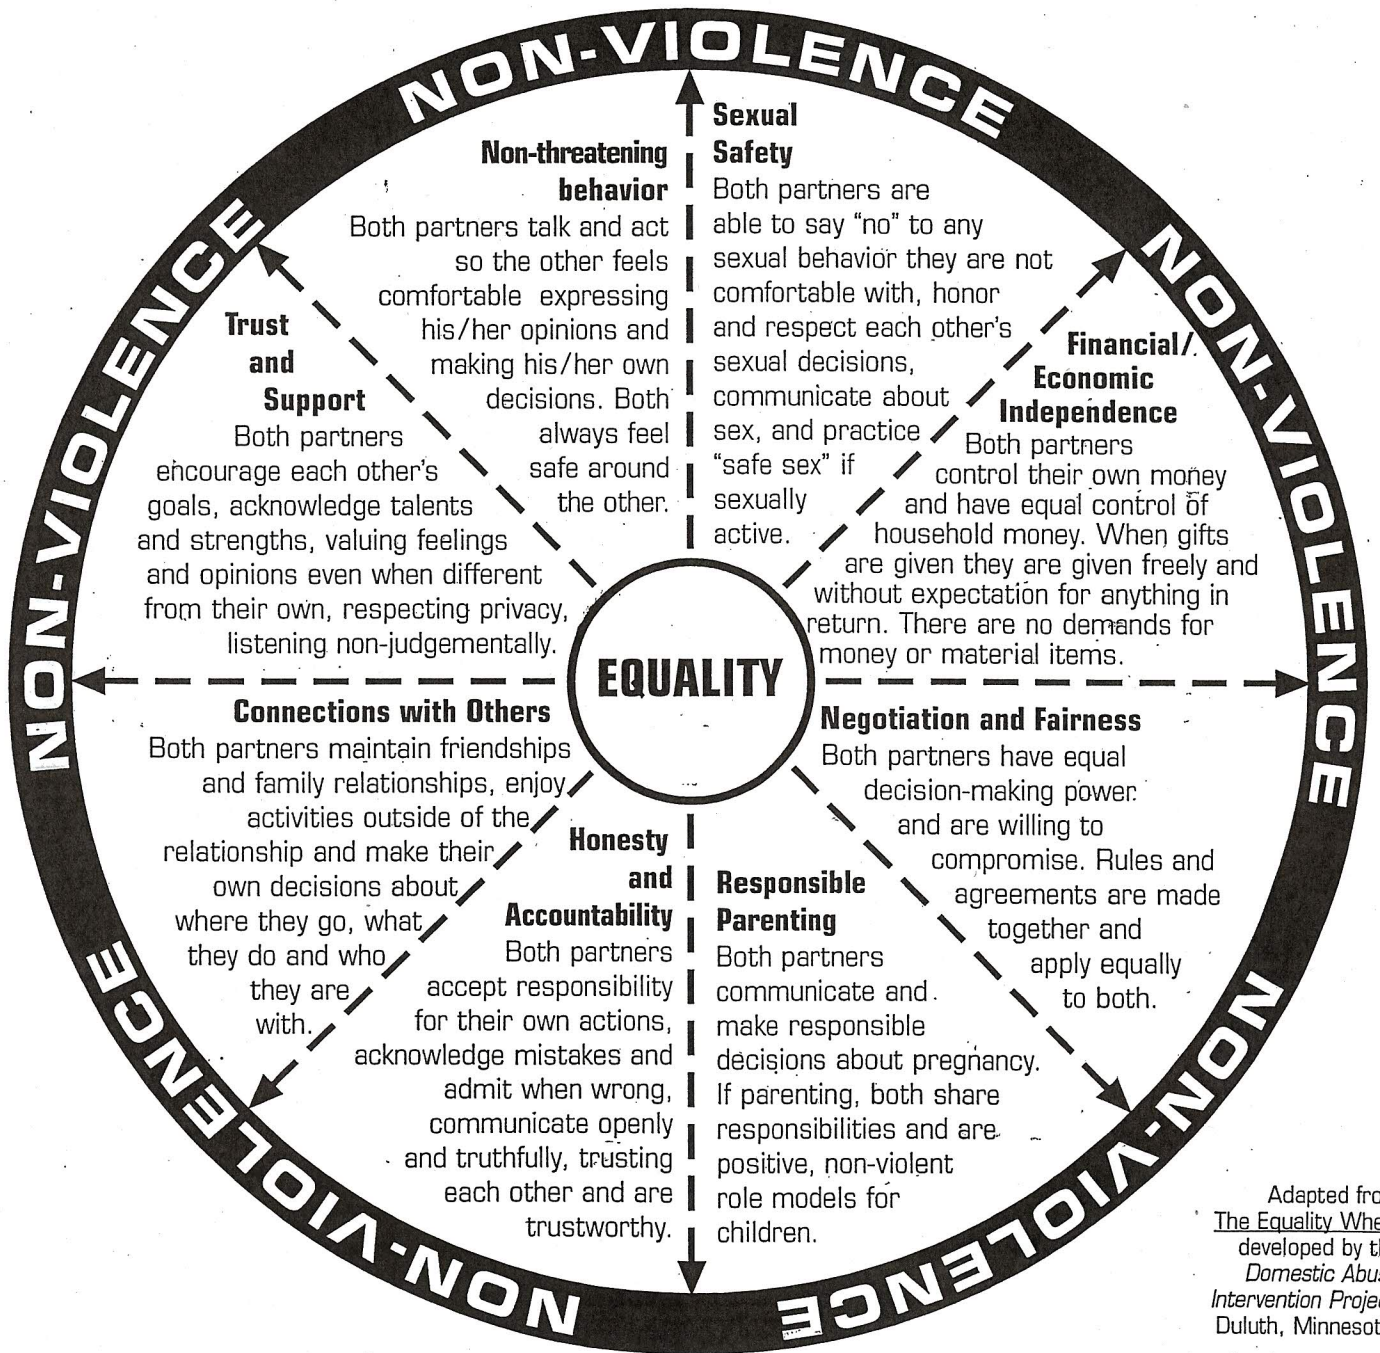 NON-VIOLENCE
NON-VIOLENCE
NON-VIOLENCE
NON-VIOLENCE
NON-VIOLENCE
Non-threatening
behavior
Both partners talk and act
so the other feels
comfortable expressing
his/her opinions and
making his/her own
decisions. Both
always feel
safe around
the other.
Sexual
Safety
Both partners are
able to say "no" to any
sexual behavior they are not
comfortable with, honor
and respect each other's
sexual decisions,
communicate about
sex, and practice
"safe sex" if
sexually
active.
Financial/
Economic
Independence
Both partners
control their own money
and have equal control of
household money. When gifts
are given they are given freely and
without expectation for anything in
return. There are no demands for
money or material items.
Negotiation and Fairness
Both partners have equal
decision-making power
and are willing to
compromise. Rules and
agreements are made
together and
apply equally
to both.
Responsible
Parenting
Both partners
communicate and
make responsible
decisions about pregnancy.
If parenting, both share
responsibilities and are
positive, non-violent
role models for
children.
Honesty
and
Accountability
Both partners
accept responsibility
for their own actions,
acknowledge mistakes and
admit when wrong,
communicate openly
and truthfully, trusting
each other and are
trustworthy.
Connections with Others
Both partners maintain friendships
and family relationships, enjoy
activities outside of the
relationship and make their
own decisions about
where they go, what
they do and who
they are
with.
Trust
and
Support
Both partners
encourage each other's
goals, acknowledge talents
and strengths, valuing feelings
and opinions even when different
from their own, respecting privacy,
listening non-judgementally.
EQUALITY
Adapted
The Equality
developed by
Domestic
Intervention
Duluth,